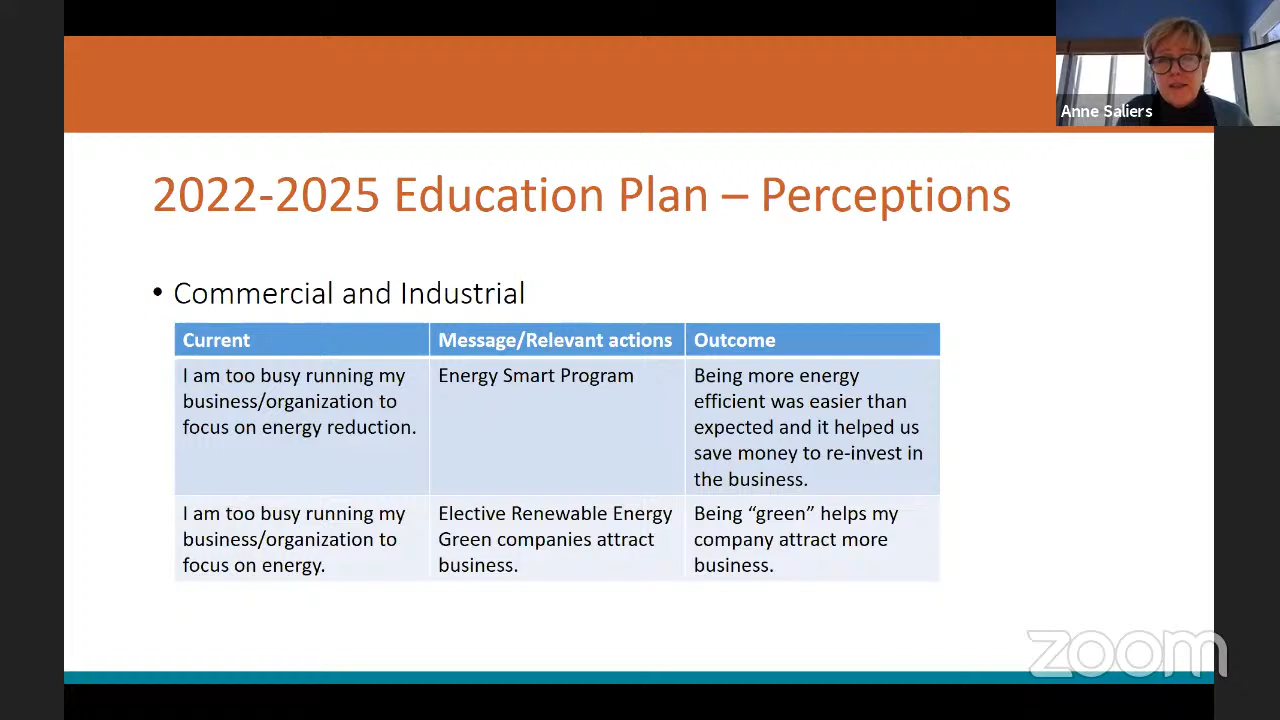 Anne Saliers
2022-2025 Education Plan – Perceptions
• Commercial and Industrial
Current
Message/Relevant actions
Outcome
I am too busy running my
business/organization to
focus on energy reduction.
Energy Smart Program
Being more energy
efficient was easier than
expected and it helped us
save money to re-invest in
the business.
I am too busy running my
business/organization to
focus on energy.
Elective Renewable Energy
Green companies attract
business.
Being “green” helps my
company attract more
business.
zoom